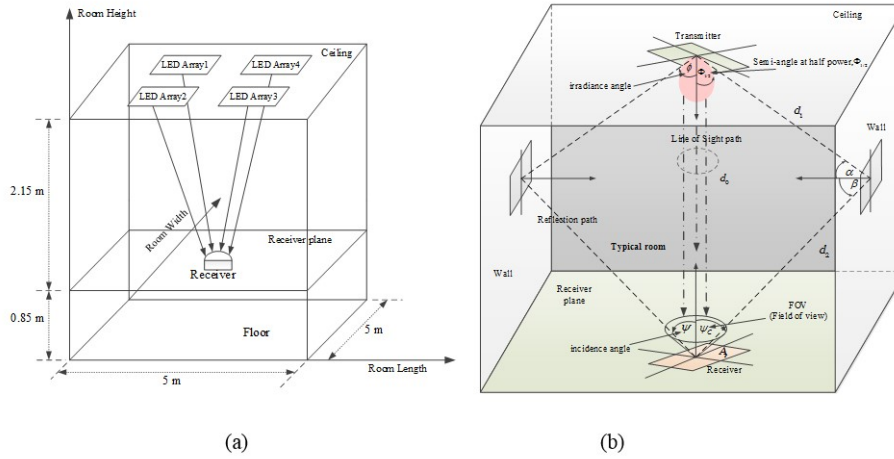 Room Height
Ceiling
LED Array1
LED Array4
LED Array2
LED Array3
2.15 m
Room Width
Receiver plane
Receiver
0.85 m
Floor
5 m
5 m
Room Length
(a)
Ceiling
Transmitter
Semi-angle at half power,Φ₁/₂
ϕ
Φ₁/₂
irradiance angle
d₁
Wall
Line of Sight path
α
β
d₀
Reflection path
Typical room
d₂
Wall
Receiver
plane
FOV
(Field of view)
ψ
ψc
incidence angle
A
Receiver
(b)